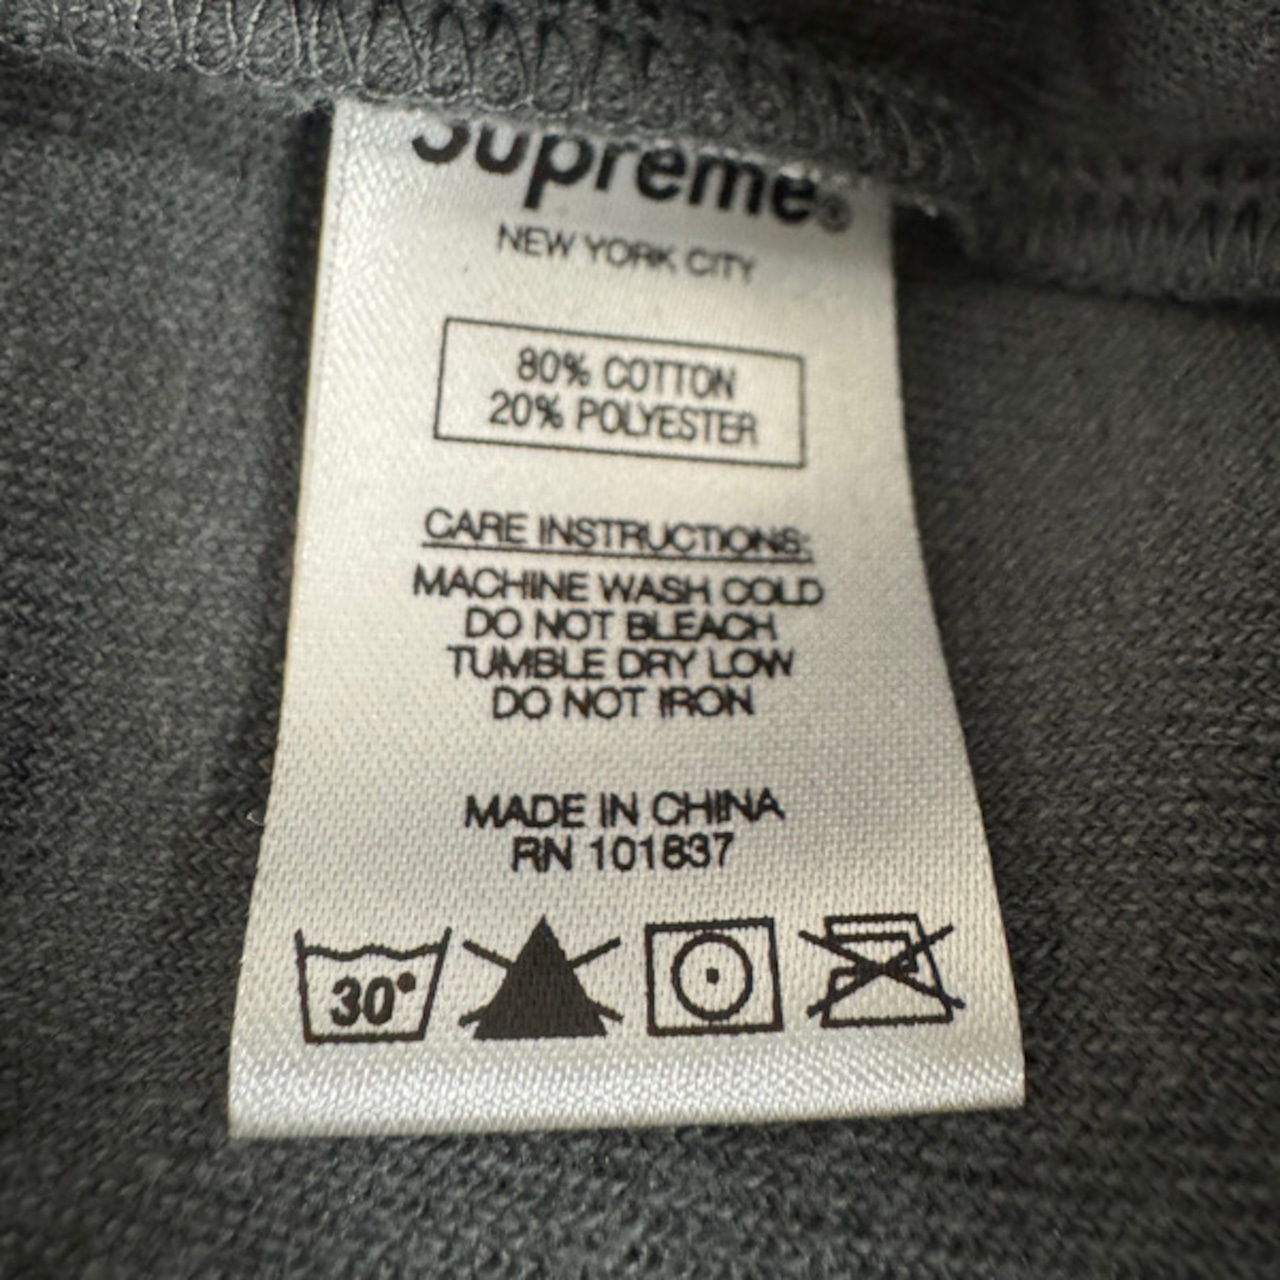 Supreme®
NEW YORK CITY
80% COTTON
20% POLYESTER
CARE INSTRUCTIONS:
MACHINE WASH COLD
DO NOT BLEACH
TUMBLE DRY LOW
DO NOT IRON
MADE IN CHINA
RN 101837
30°